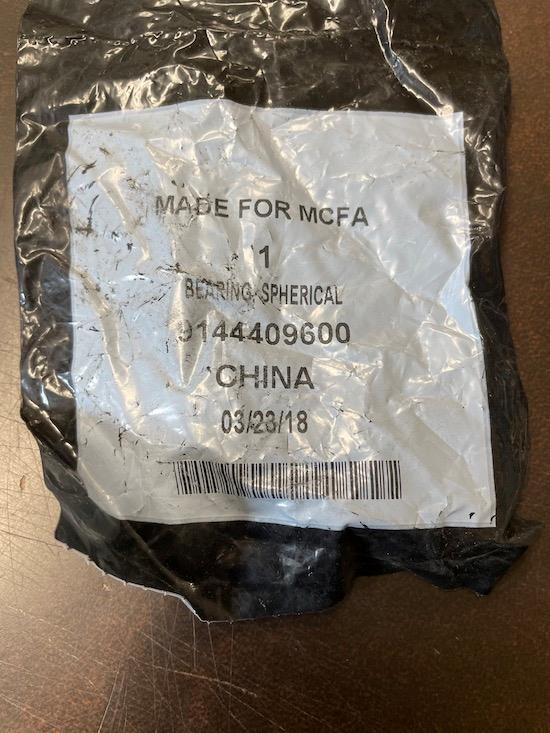 MADE FOR MCFA
1
BEARING, SPHERICAL
9144409600
CHINA
03/23/18